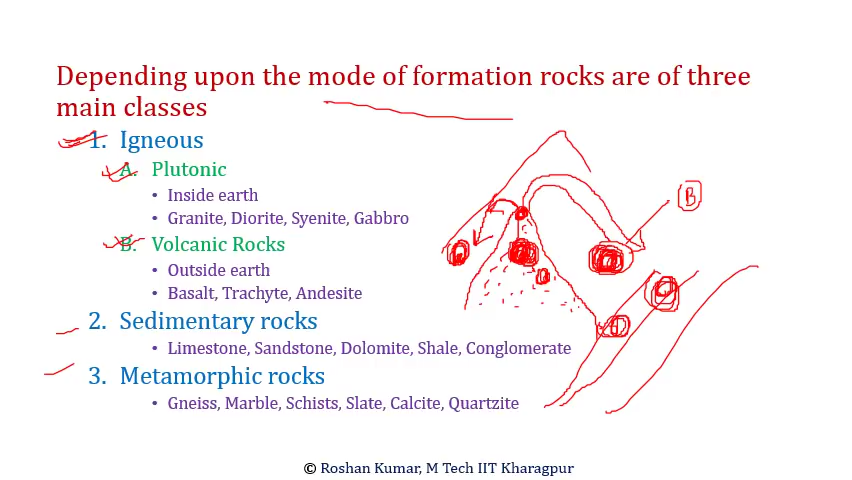 Depending upon the mode of formation rocks are of three
main classes
1. Igneous
A. Plutonic
• Inside earth
• Granite, Diorite, Syenite, Gabbro
B. Volcanic Rocks
• Outside earth
• Basalt, Trachyte, Andesite
2. Sedimentary rocks
• Limestone, Sandstone, Dolomite, Shale, Conglomerate
3. Metamorphic rocks
• Gneiss, Marble, Schists, Slate, Calcite, Quartzite
B
© Roshan Kumar, M Tech IIT Kharagpur